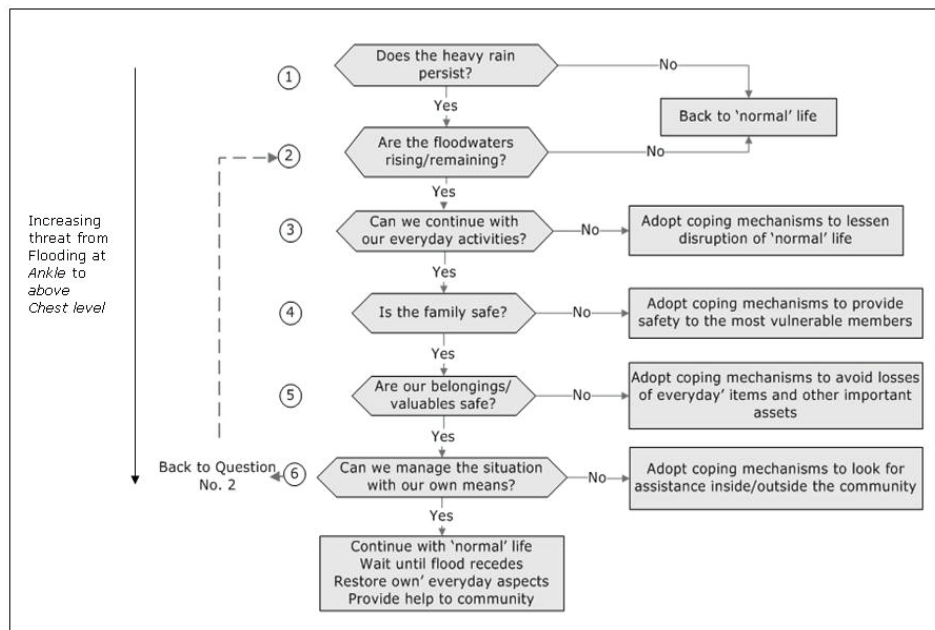 Does the heavy rain
persist?
1
No
Yes
Back to ‘normal’ life
Are the floodwaters
rising/remaining?
2
No
Yes
Increasing
threat from
Flooding at
Ankle to
above
Chest level
Can we continue with
our everyday activities?
3
No
Adopt coping mechanisms to lessen
disruption of ‘normal’ life
Yes
4
Is the family safe?
No
Adopt coping mechanisms to provide
safety to the most vulnerable members
Yes
Are our belongings/
valuables safe?
5
No
Adopt coping mechanisms to avoid losses
of everyday’ items and other important
assets
Yes
Back to Question
No. 2
6
Can we manage the situation
with our own means?
No
Adopt coping mechanisms to look for
assistance inside/outside the community
Yes
Continue with ‘normal’ life
Wait until flood recedes
Restore own’ everyday aspects
Provide help to community